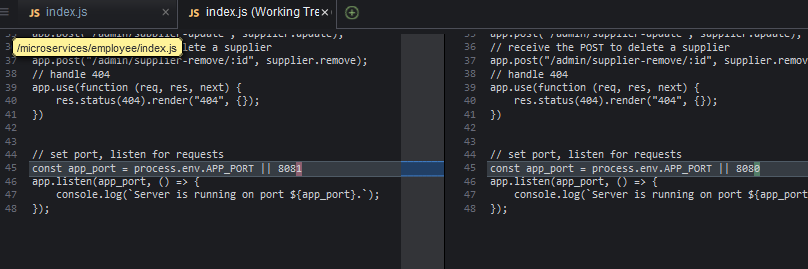 JS index.js ×
JS index.js (Working Tre ×
/microservices/employee/index.js
app.post("/admin/supplier-update", supplier.update);
lete a supplier
37 app.post("/admin/supplier-remove/:id", supplier.remove);
38 // handle 404
39 app.use(function (req, res, next) {
40 res.status(404).render("404", {});
41 })
42
43
44 // set port, listen for requests
45 const app_port = process.env.APP_PORT || 8081
46 app.listen(app_port, () => {
47 console.log(`Server is running on port ${app_port}.`);
48 });
35 app.post("/admin/supplier-update", supplier.update);
36 // receive the POST to delete a supplier
37 app.post("/admin/supplier-remove/:id", supplier.remove);
38 // handle 404
39 app.use(function (req, res, next) {
40 res.status(404).render("404", {});
41 })
42
43
44 // set port, listen for requests
45 const app_port = process.env.APP_PORT || 8080
46 app.listen(app_port, () => {
47 console.log(`Server is running on port ${app_port
48 });